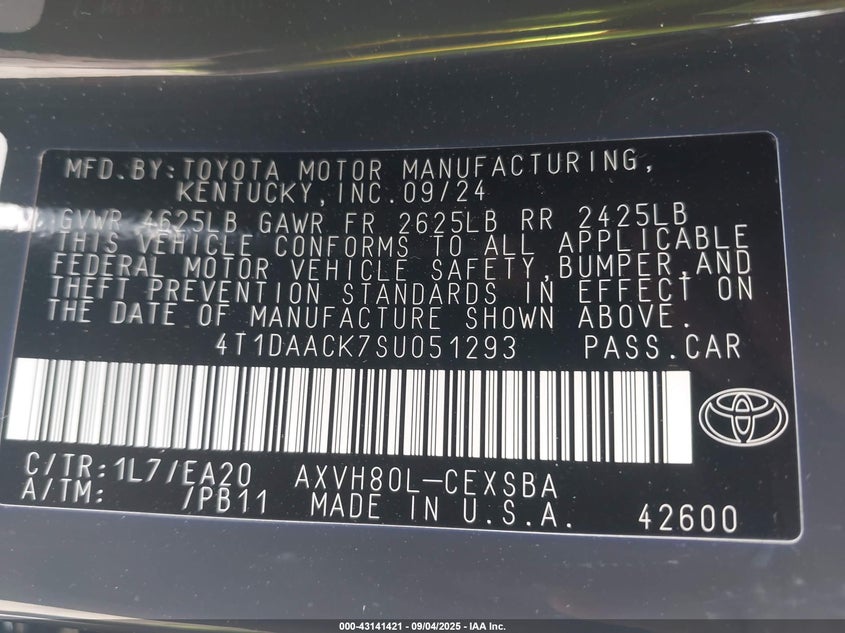 MFD. BY: TOYOTA MOTOR MANUFACTURING,
KENTUCKY, INC. 09/24
GVWR 4625LB GAWR FR 2625LB RR 2425LB
THIS VEHICLE CONFORMS TO ALL APPLICABLE
FEDERAL MOTOR VEHICLE SAFETY, BUMPER, AND
THEFT PREVENTION STANDARDS IN EFFECT ON
THE DATE OF MANUFACTURE SHOWN ABOVE.
4T1DAACK7SU051293 PASS.CAR
C/TR: 1L7/EA20 AXVH80L-CEXSBA
A/TM: /PB11 MADE IN U.S.A. 42600
000-43141421 - 09/04/2025 - IAA Inc.